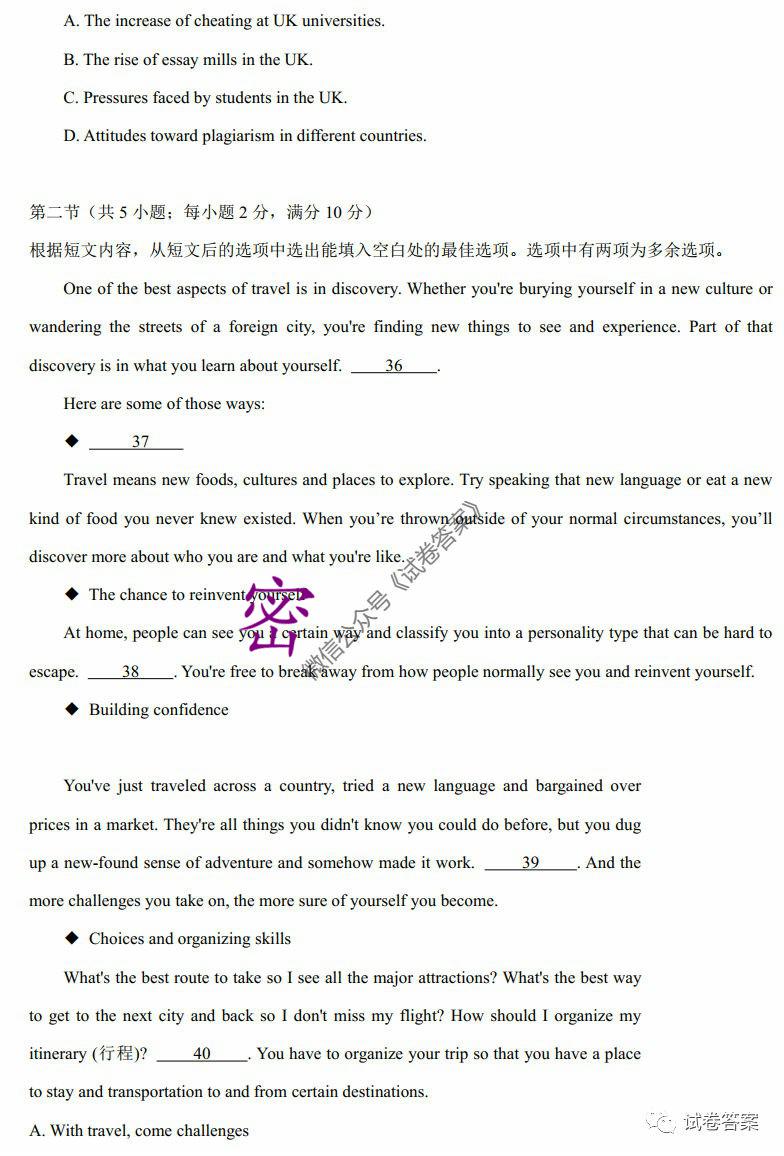 A. The increase of cheating at UK universities.
B. The rise of essay mills in the UK.
C. Pressures faced by students in the UK.
D. Attitudes toward plagiarism in different countries.
第二节（共 5 小题；每小题 2 分，满分 10 分）
根据短文内容，从短文后的选项中选出能填入空白处的最佳选项。选项中有两项为多余选项。
One of the best aspects of travel is in discovery. Whether you're burying yourself in a new culture or
wandering the streets of a foreign city, you're finding new things to see and experience. Part of that
discovery is in what you learn about yourself. 36 .
Here are some of those ways:
◆ 37
Travel means new foods, cultures and places to explore. Try speaking that new language or eat a new
kind of food you never knew existed. When you’re thrown outside of your normal circumstances, you’ll
discover more about who you are and what you're like.
◆ The chance to reinvent yourself
At home, people can see you a certain way and classify you into a personality type that can be hard to
escape. 38 . You're free to break away from how people normally see you and reinvent yourself.
◆ Building confidence
You've just traveled across a country, tried a new language and bargained over
prices in a market. They're all things you didn't know you could do before, but you dug
up a new-found sense of adventure and somehow made it work. 39 . And the
more challenges you take on, the more sure of yourself you become.
◆ Choices and organizing skills
What's the best route to take so I see all the major attractions? What's the best way
to get to the next city and back so I don't miss my flight? How should I organize my
itinerary (行程)? 40 . You have to organize your trip so that you have a place
to stay and transportation to and from certain destinations.
A. With travel, come challenges
密
微信公众号《试卷答案》
试卷答案